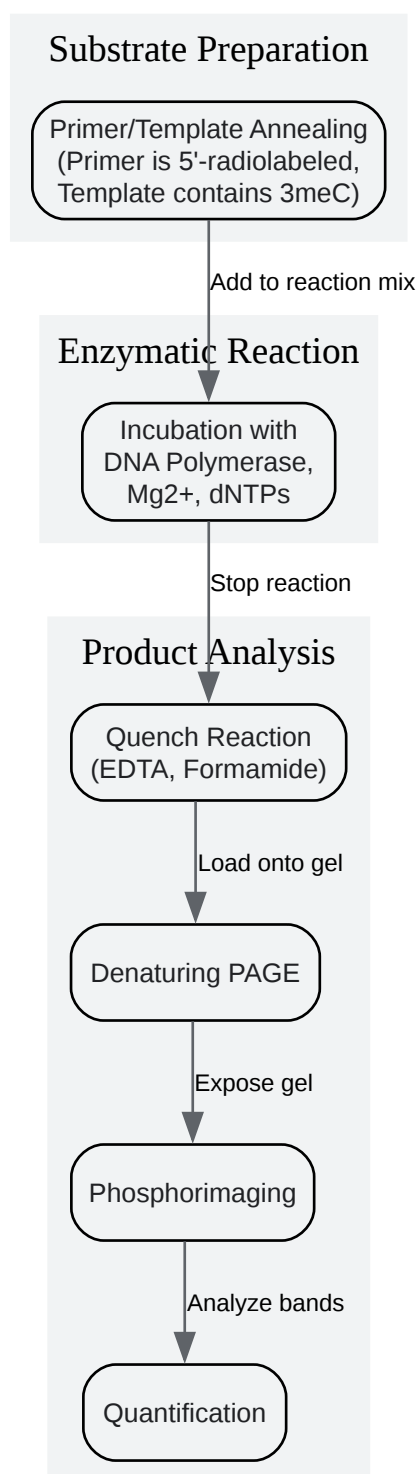 Substrate Preparation
Primer/Template Annealing
(Primer is 5'-radiolabeled,
Template contains 3meC)
Add to reaction mix
Enzymatic Reaction
Incubation with
DNA Polymerase,
Mg2+, dNTPs
Stop reaction
Product Analysis
Quench Reaction
(EDTA, Formamide)
Load onto gel
Denaturing PAGE
Expose gel
Phosphorimaging
Analyze bands
Quantification